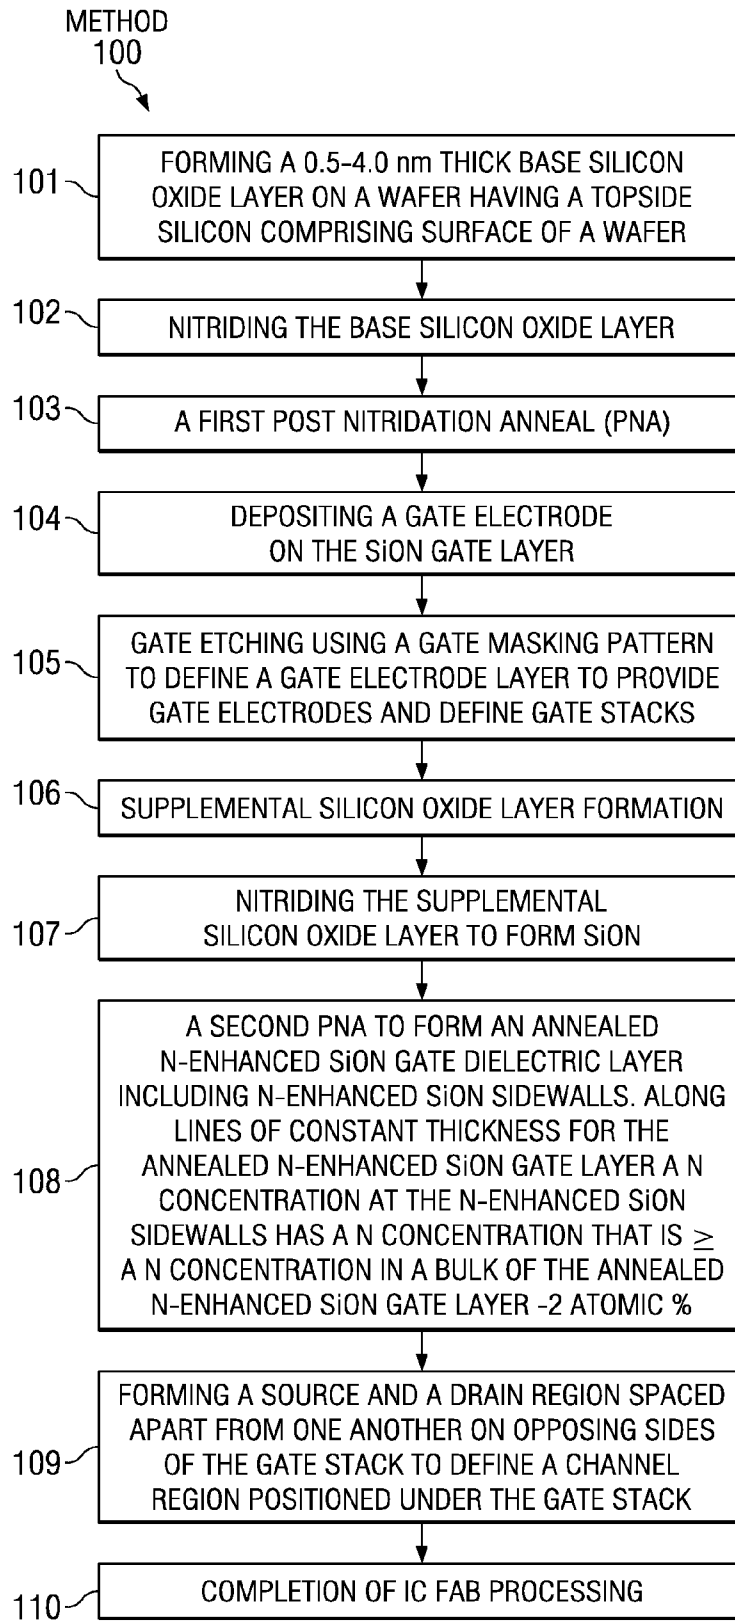 METHOD
100
101
FORMING A 0.5-4.0 nm THICK BASE SILICON
OXIDE LAYER ON A WAFER HAVING A TOPSIDE
SILICON COMPRISING SURFACE OF A WAFER
102
NITRIDING THE BASE SILICON OXIDE LAYER
103
A FIRST POST NITRIDATION ANNEAL (PNA)
104
DEPOSITING A GATE ELECTRODE
ON THE SiON GATE LAYER
105
GATE ETCHING USING A GATE MASKING PATTERN
TO DEFINE A GATE ELECTRODE LAYER TO PROVIDE
GATE ELECTRODES AND DEFINE GATE STACKS
106
SUPPLEMENTAL SILICON OXIDE LAYER FORMATION
107
NITRIDING THE SUPPLEMENTAL
SILICON OXIDE LAYER TO FORM SiON
108
A SECOND PNA TO FORM AN ANNEALED
N-ENHANCED SiON GATE DIELECTRIC LAYER
INCLUDING N-ENHANCED SiON SIDEWALLS. ALONG
LINES OF CONSTANT THICKNESS FOR THE
ANNEALED N-ENHANCED SiON GATE LAYER A N
CONCENTRATION AT THE N-ENHANCED SiON
SIDEWALLS HAS A N CONCENTRATION THAT IS ≥
A N CONCENTRATION IN A BULK OF THE ANNEALED
N-ENHANCED SiON GATE LAYER -2 ATOMIC %
109
FORMING A SOURCE AND A DRAIN REGION SPACED
APART FROM ONE ANOTHER ON OPPOSING SIDES
OF THE GATE STACK TO DEFINE A CHANNEL
REGION POSITIONED UNDER THE GATE STACK
110
COMPLETION OF IC FAB PROCESSING